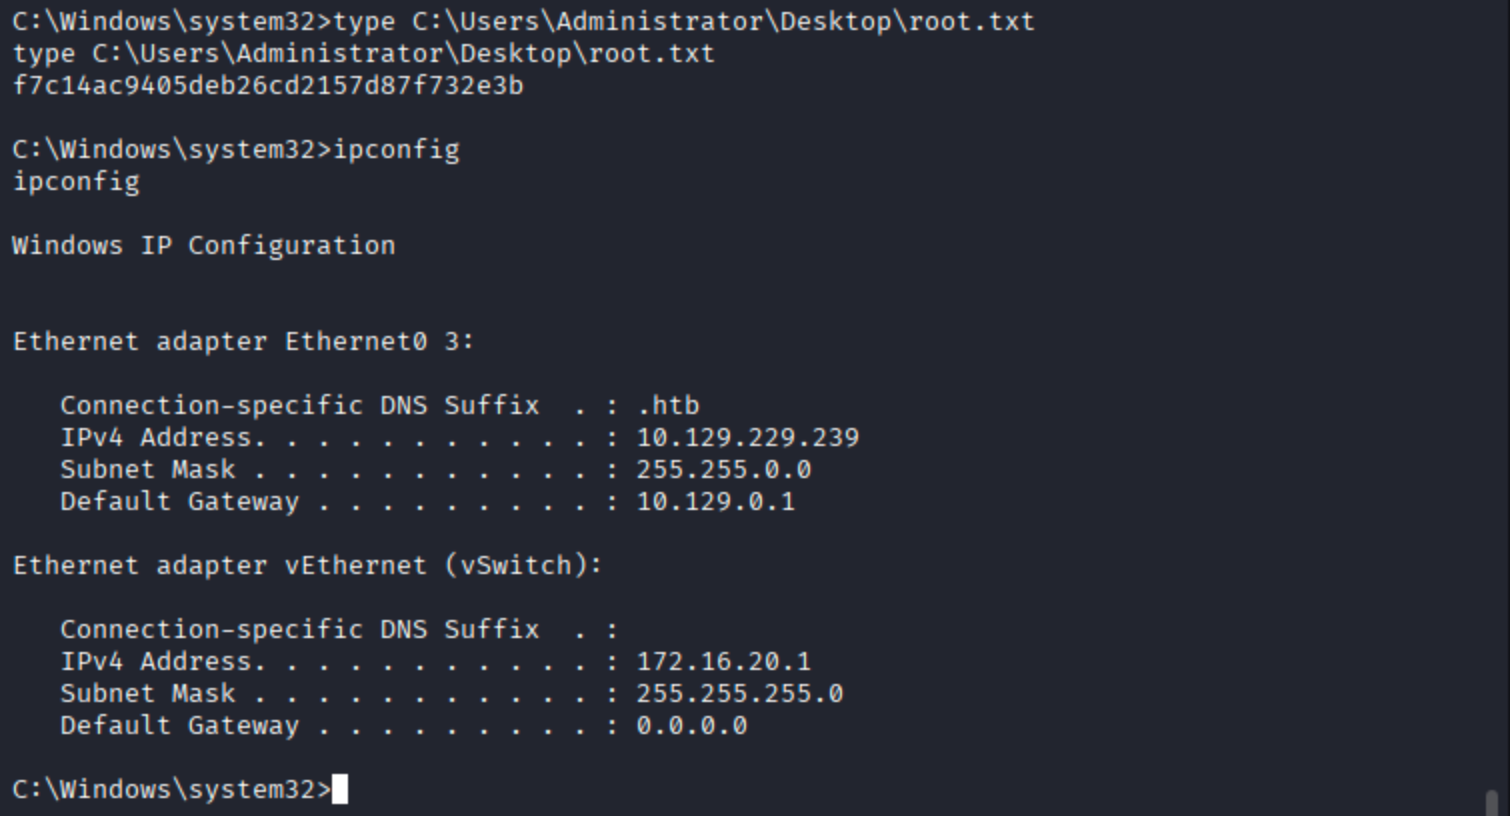 C:\Windows\system32>type C:\Users\Administrator\Desktop\root.txt
type C:\Users\Administrator\Desktop\root.txt
f7c14ac9405deb26cd2157d87f732e3b
C:\Windows\system32>ipconfig
ipconfig
Windows IP Configuration
Ethernet adapter Ethernet0 3:
   Connection-specific DNS Suffix  . : .htb
   IPv4 Address. . . . . . . . . . . : 10.129.229.239
   Subnet Mask . . . . . . . . . . . : 255.255.0.0
   Default Gateway . . . . . . . . . : 10.129.0.1
Ethernet adapter vEthernet (vSwitch):
   Connection-specific DNS Suffix  . :
   IPv4 Address. . . . . . . . . . . : 172.16.20.1
   Subnet Mask . . . . . . . . . . . : 255.255.255.0
   Default Gateway . . . . . . . . . : 0.0.0.0
C:\Windows\system32>